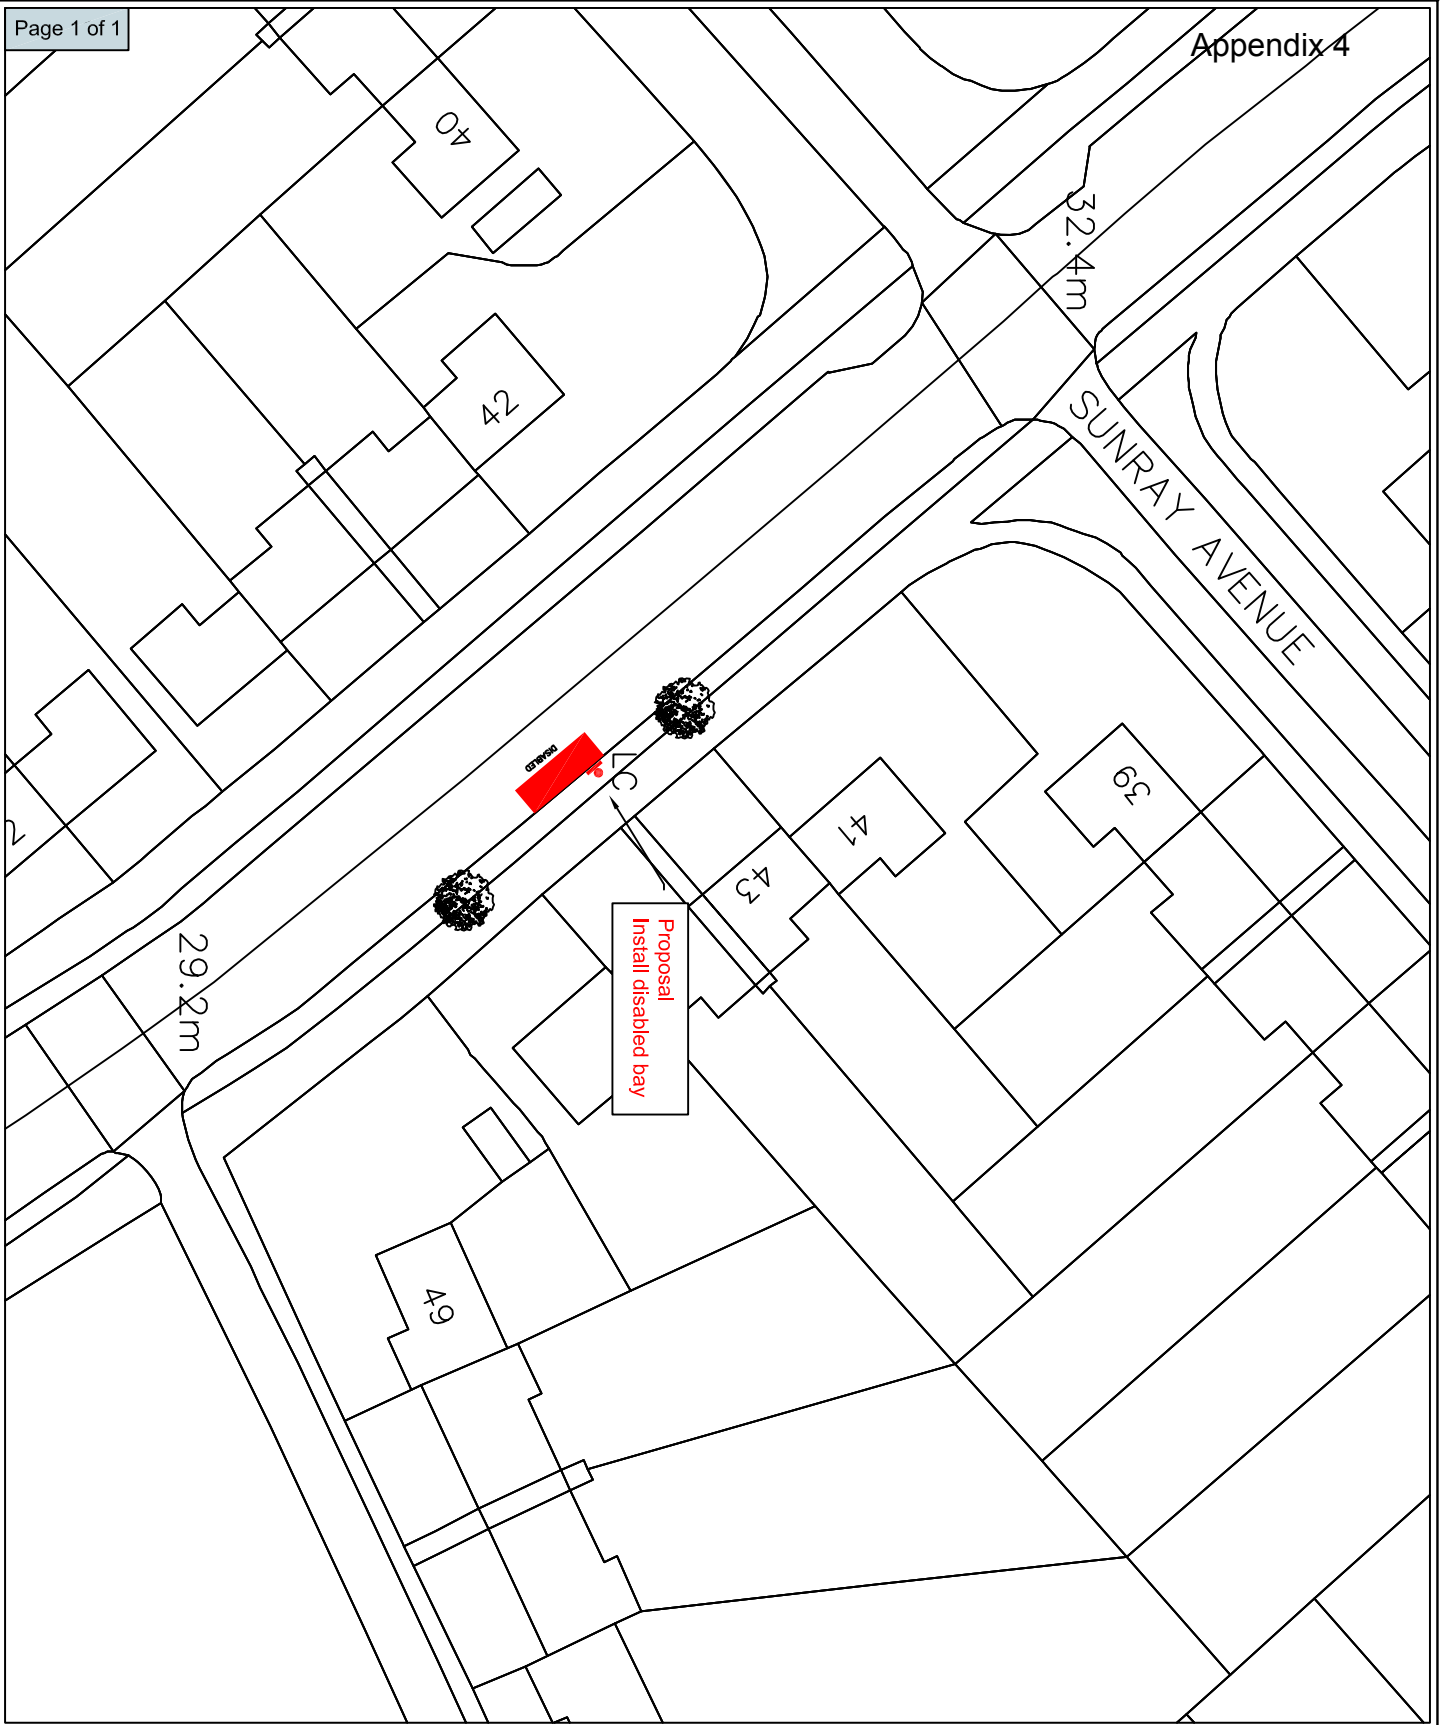 Page 1 of 1
Appendix 4
40
32.4m
42
SUNRAY AVENUE
DISABLED
LC
39
41
43
2
29.2m
Proposal
Install disabled bay
49